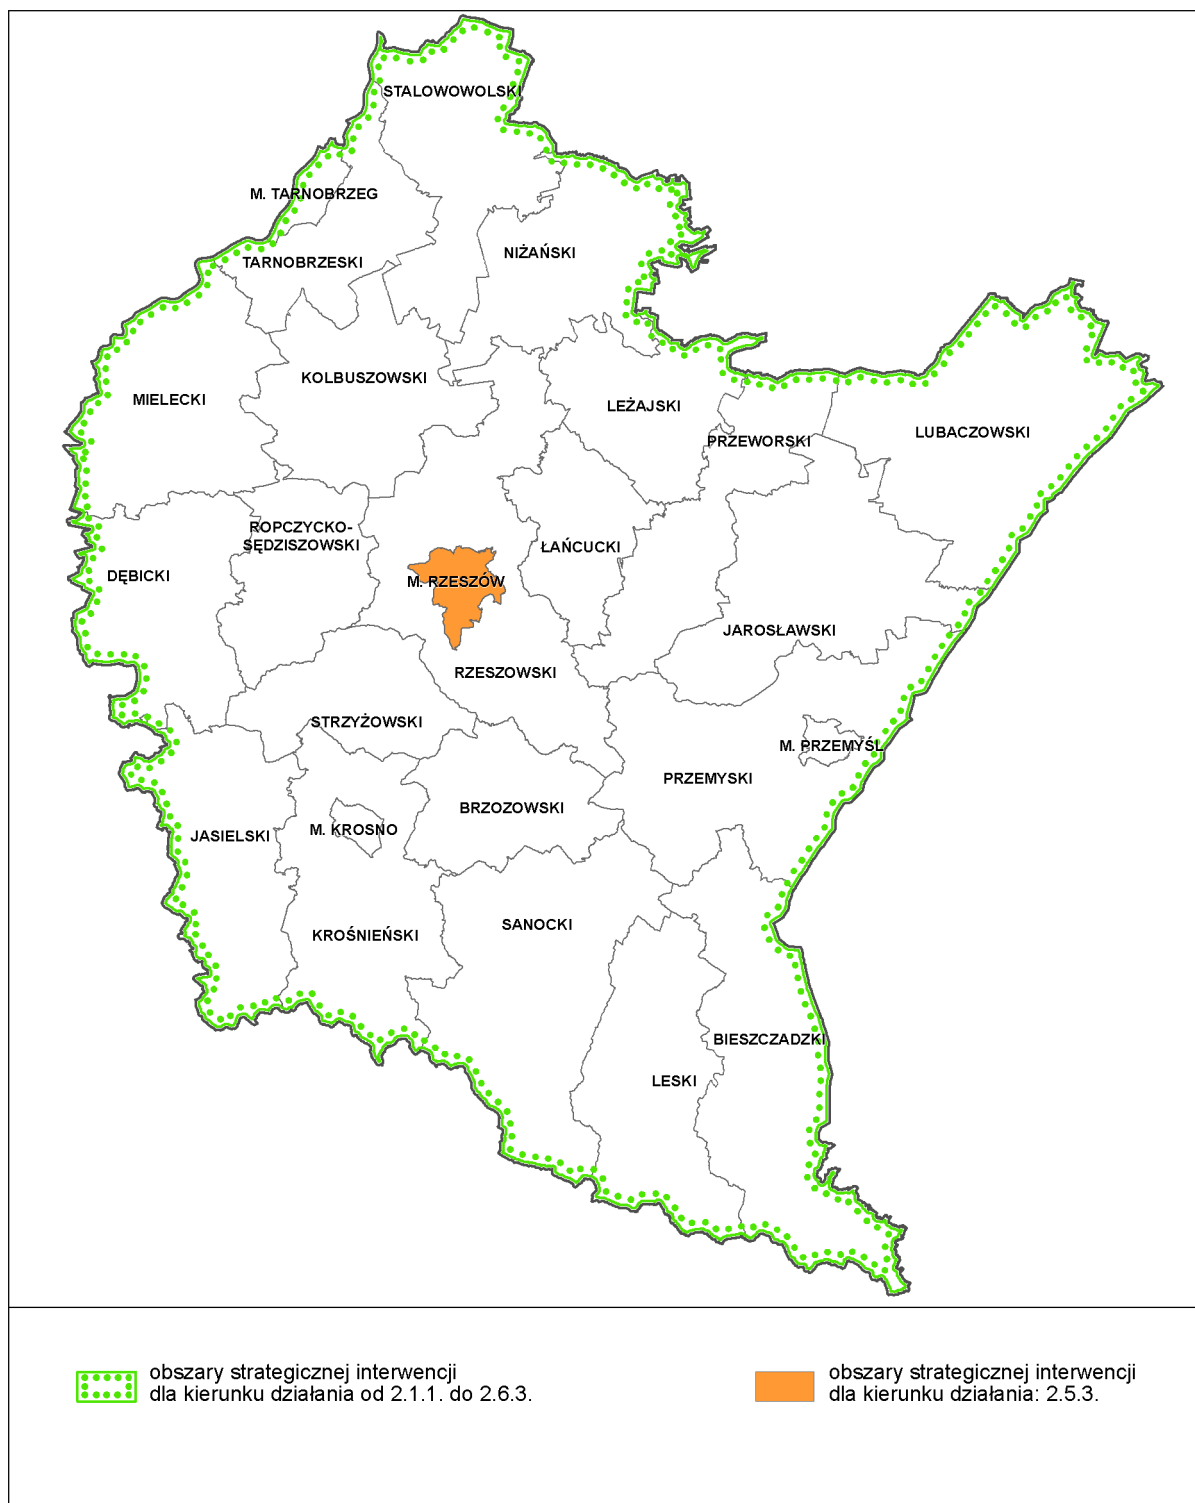 STALOWOWOLSKI
M. TARNOBRZEG
NIŻAŃSKI
TARNOBRZESKI
KOLBUSZOWSKI
MIELECKI
LEŻAJSKI
LUBACZOWSKI
PRZEWORSKI
ROPCZYCKO-
SĘDZISZOWSKI
ŁAŃCUCKI
DĘBICKI
M. RZESZÓW
JAROSŁAWSKI
RZESZOWSKI
STRZYŻOWSKI
M. PRZEMYŚL
PRZEMYSKI
BRZOZOWSKI
M. KROSNO
JASIELSKI
SANOCKI
KROŚNIEŃSKI
BIESZCZADZKI
LESKI
obszary strategicznej interwencji
dla kierunku działania od 2.1.1. do 2.6.3.
obszary strategicznej interwencji
dla kierunku działania: 2.5.3.